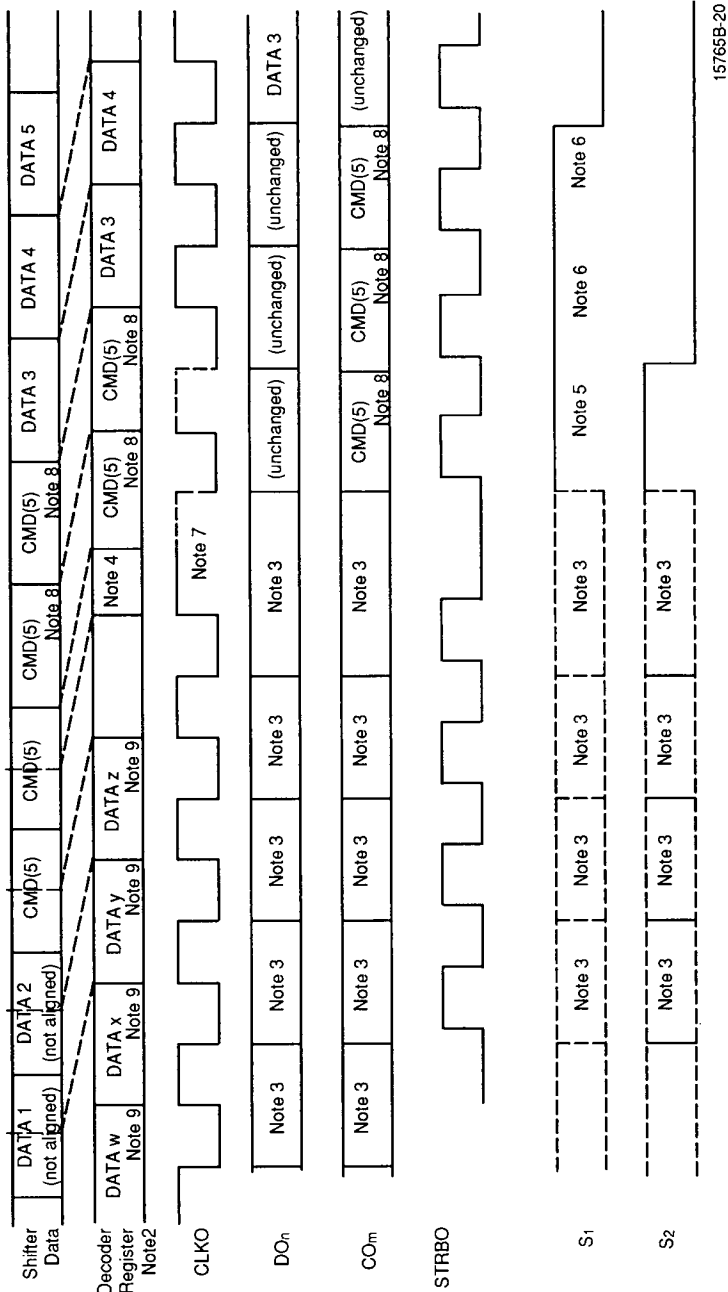 Shifter
Data
DATA 1
(not aligned)
DATA 2
(not aligned)
CMD(5)
CMD(5)
CMD(5)
Note 8
CMD(5)
Note 8
DATA 3
DATA 4
DATA 5
Decoder
Register
Note2
DATA w
Note 9
DATA x
Note 9
DATA y
Note 9
DATA z
Note 9
Note 4
CMD(5)
Note 8
CMD(5)
Note 8
DATA 3
DATA 4
CLKO
Note 7
DOn
Note 3
Note 3
Note 3
Note 3
Note 3
(unchanged)
(unchanged)
(unchanged)
DATA 3
COm
Note 3
Note 3
Note 3
Note 3
Note 3
CMD(5)
Note 8
CMD(5)
Note 8
CMD(5)
Note 8
(unchanged)
STRBO
S1
Note 3
Note 3
Note 3
Note 3
Note 5
Note 6
Note 6
S2
Note 3
Note 3
Note 3
Note 3
15765B-20